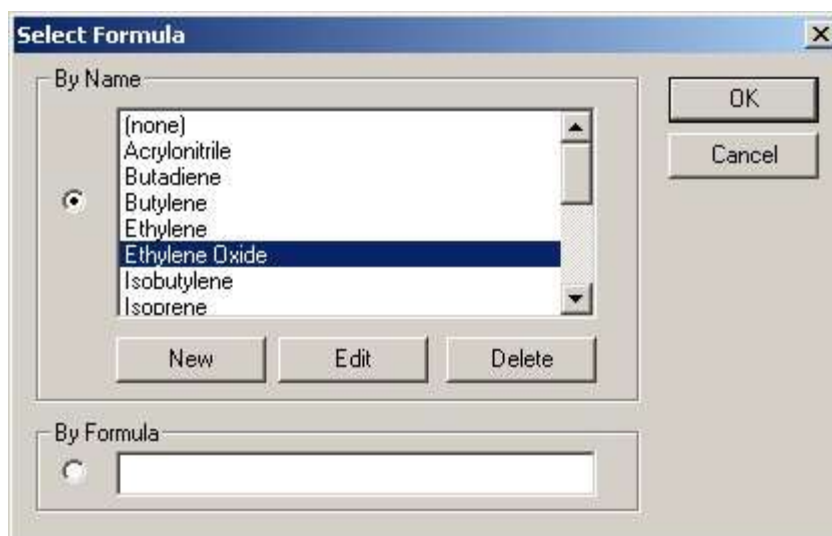 Select Formula
By Name
(none)
Acrylonitrile
Butadiene
Butylene
Ethylene
Ethylene Oxide
Isobutylene
Isoprene
New
Edit
Delete
OK
Cancel
By Formula